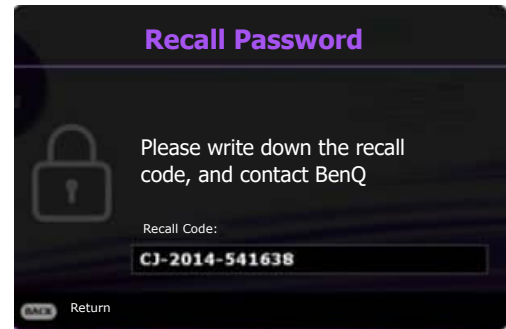 Recall Password
Please write down the recall
code, and contact BenQ
Recall Code:
CJ-2014-541638
BACK Return